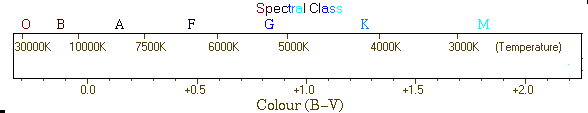 Spectral Class
O B A F G K M
30000K 10000K 7500K 6000K 5000K 4000K 3000K (Temperature)
0.0 +0.5 +1.0 +1.5 +2.0
Colour (B-V)